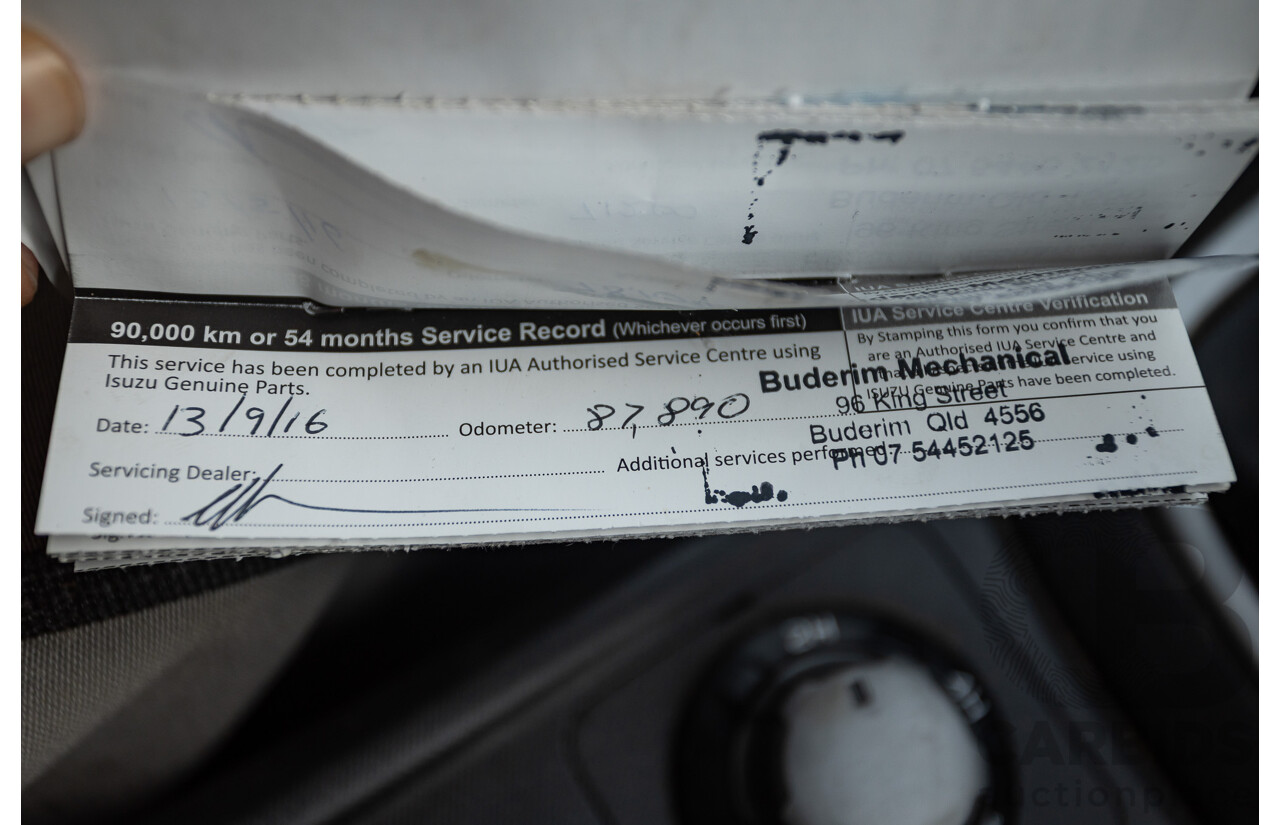 90,000 km or 54 months Service Record (Whichever occurs first)
IUA Service Centre Verification
This service has been completed by an IUA Authorised Service Centre using
Isuzu Genuine Parts.
By Stamping this form you confirm that you
are an Authorised IUA Service Centre and
ervice using
ISUZU Genuine Parts have been completed.
Date: 13/9/16
Odometer: 87,890
Buderim Mechanical
96 King Street
Buderim Qld 4556
Ph 07 54452125
Servicing Dealer:
Additional services performed:
Signed: